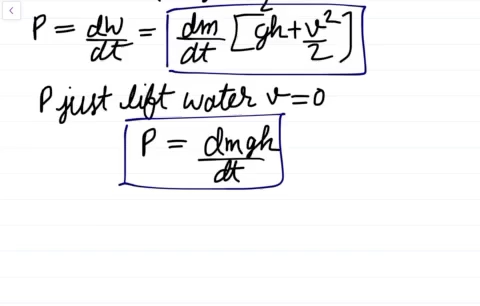 P = dw/dt = dm/dt [gh + v²/2]
P just lift water v=0
P = dmgh/dt